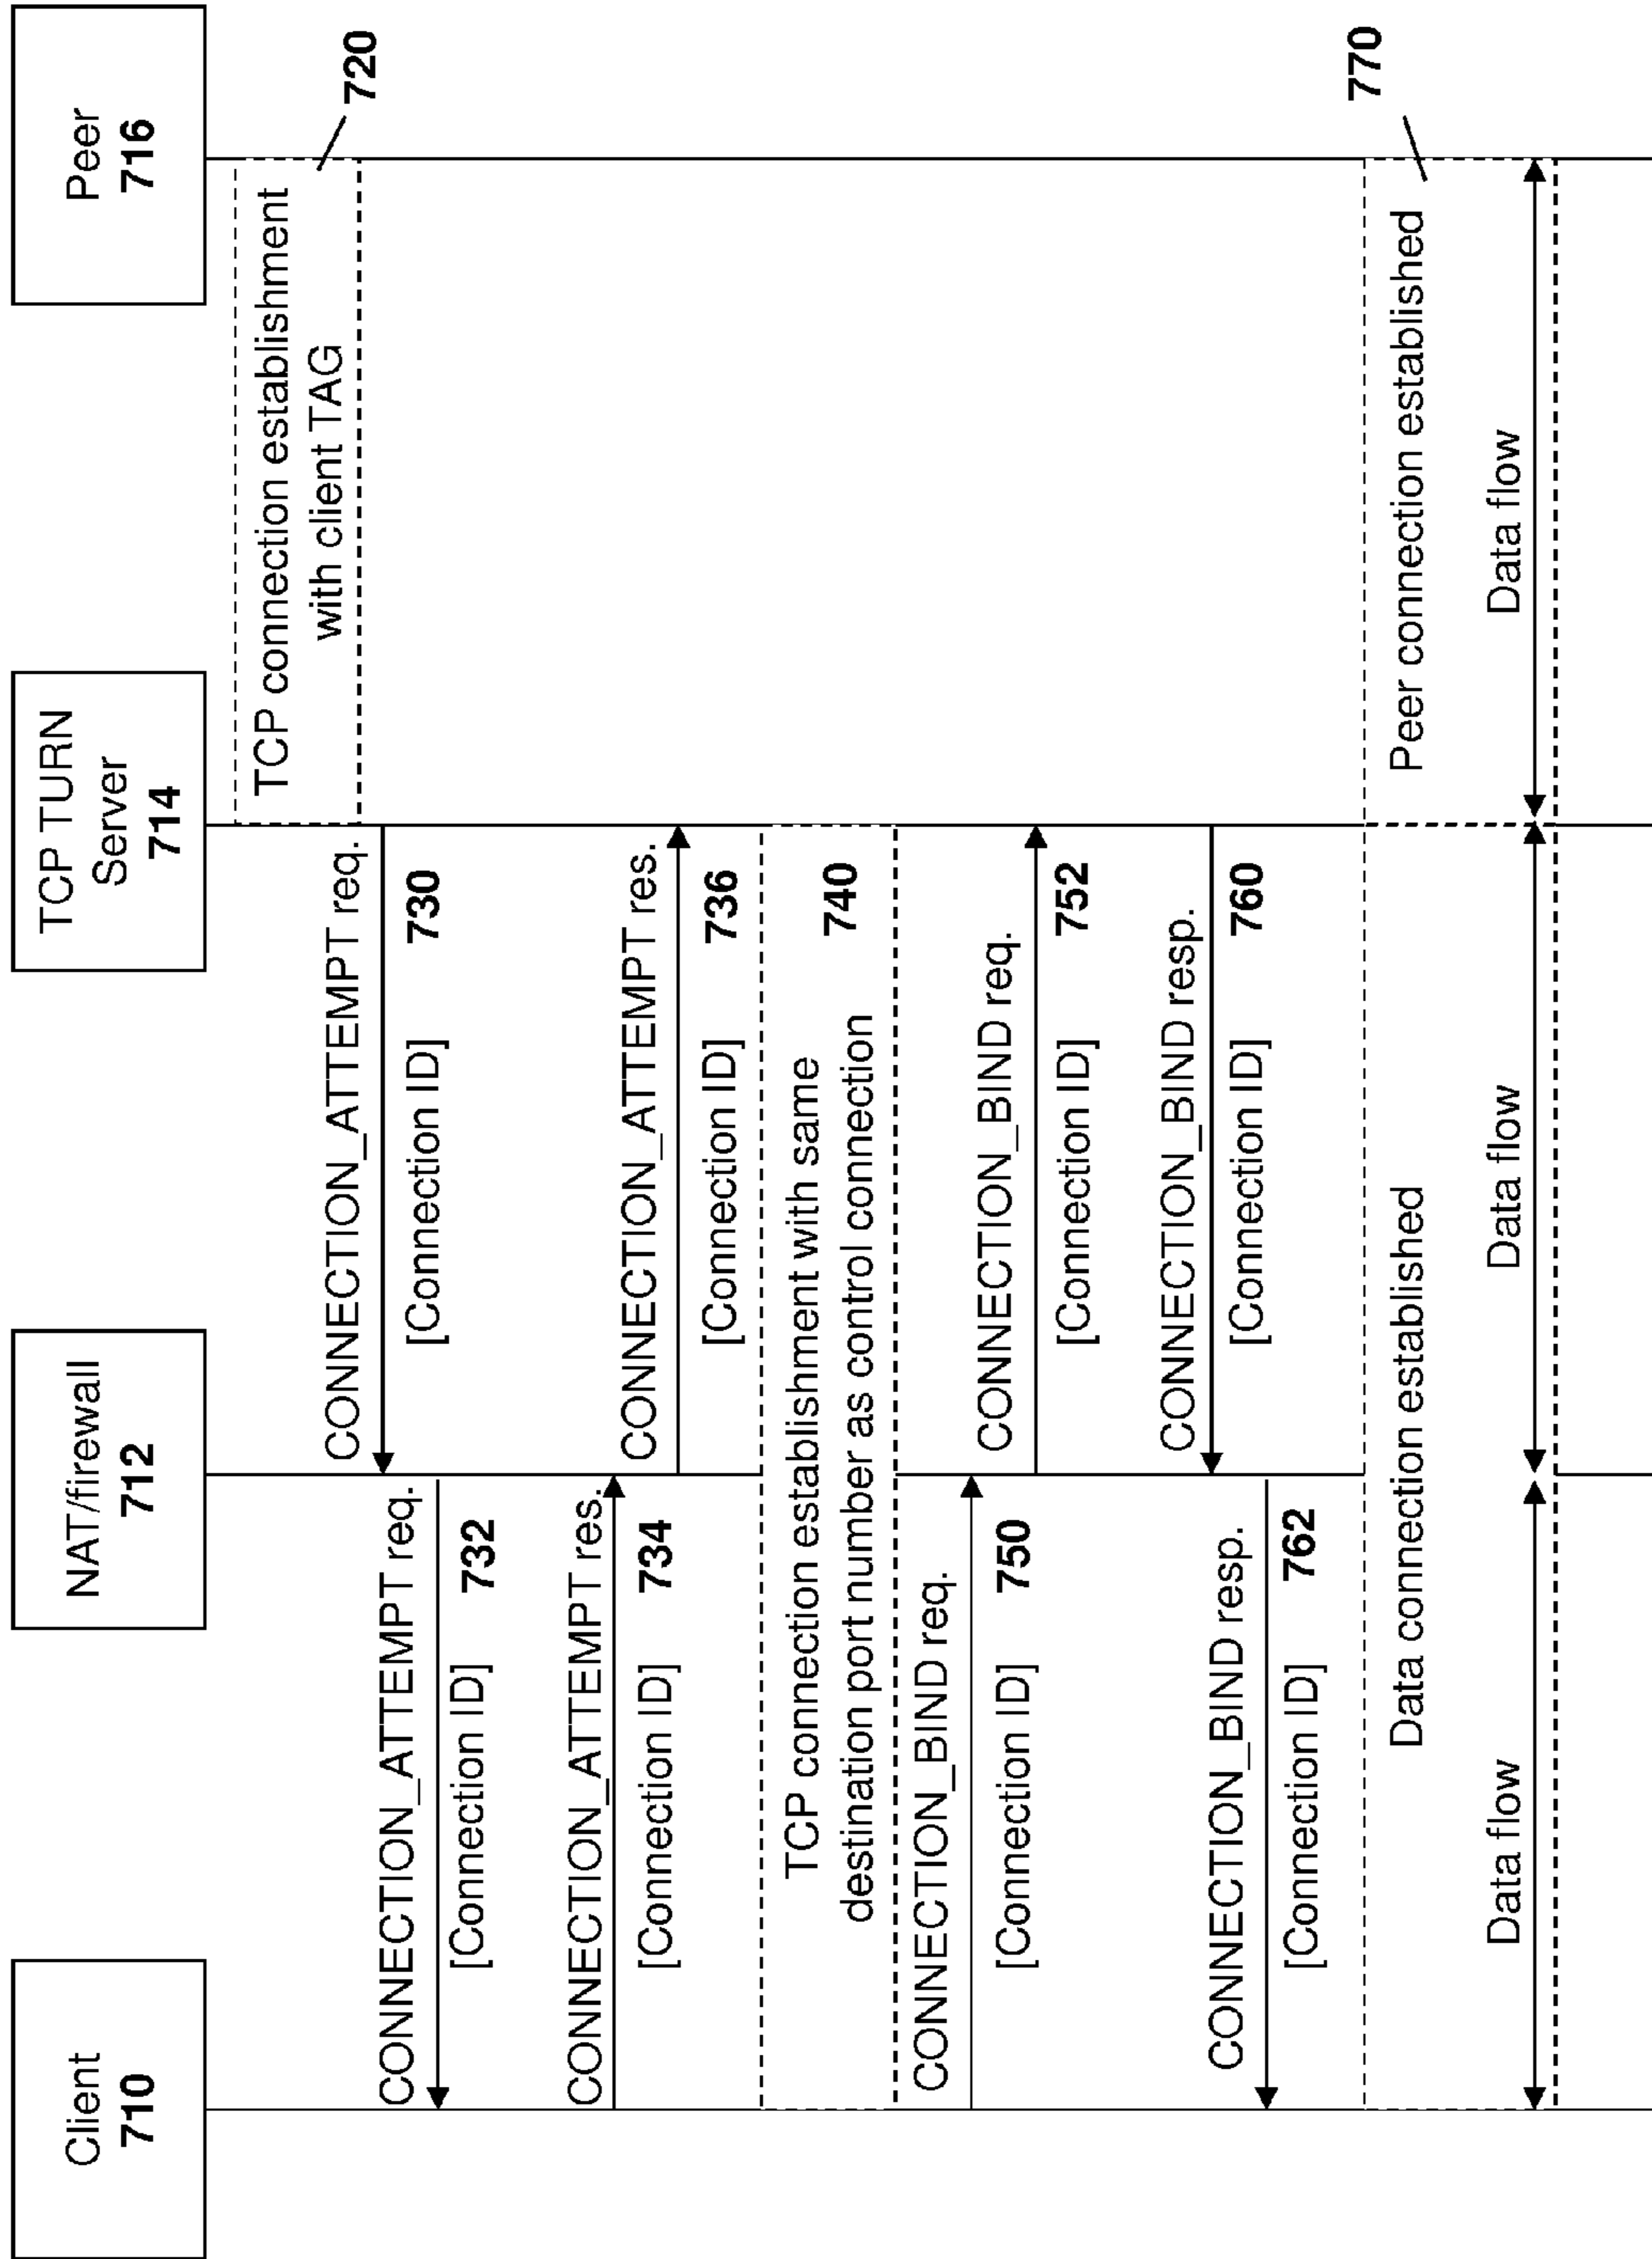 Client
710
NAT/firewall
712
TCP TURN
Server
714
Peer
716
TCP connection establishment
with client TAG
720
CONNECTION_ATTEMPT req.
730
[Connection ID]
CONNECTION_ATTEMPT req.
732
[Connection ID]
CONNECTION_ATTEMPT res.
734
[Connection ID]
CONNECTION_ATTEMPT res.
736
[Connection ID]
TCP connection establishment with same
destination port number as control connection
740
CONNECTION_BIND req.
750
[Connection ID]
CONNECTION_BIND req.
752
[Connection ID]
CONNECTION_BIND resp.
760
[Connection ID]
CONNECTION_BIND resp.
762
[Connection ID]
Data connection established
Peer connection established
770
Data flow
Data flow
Data flow